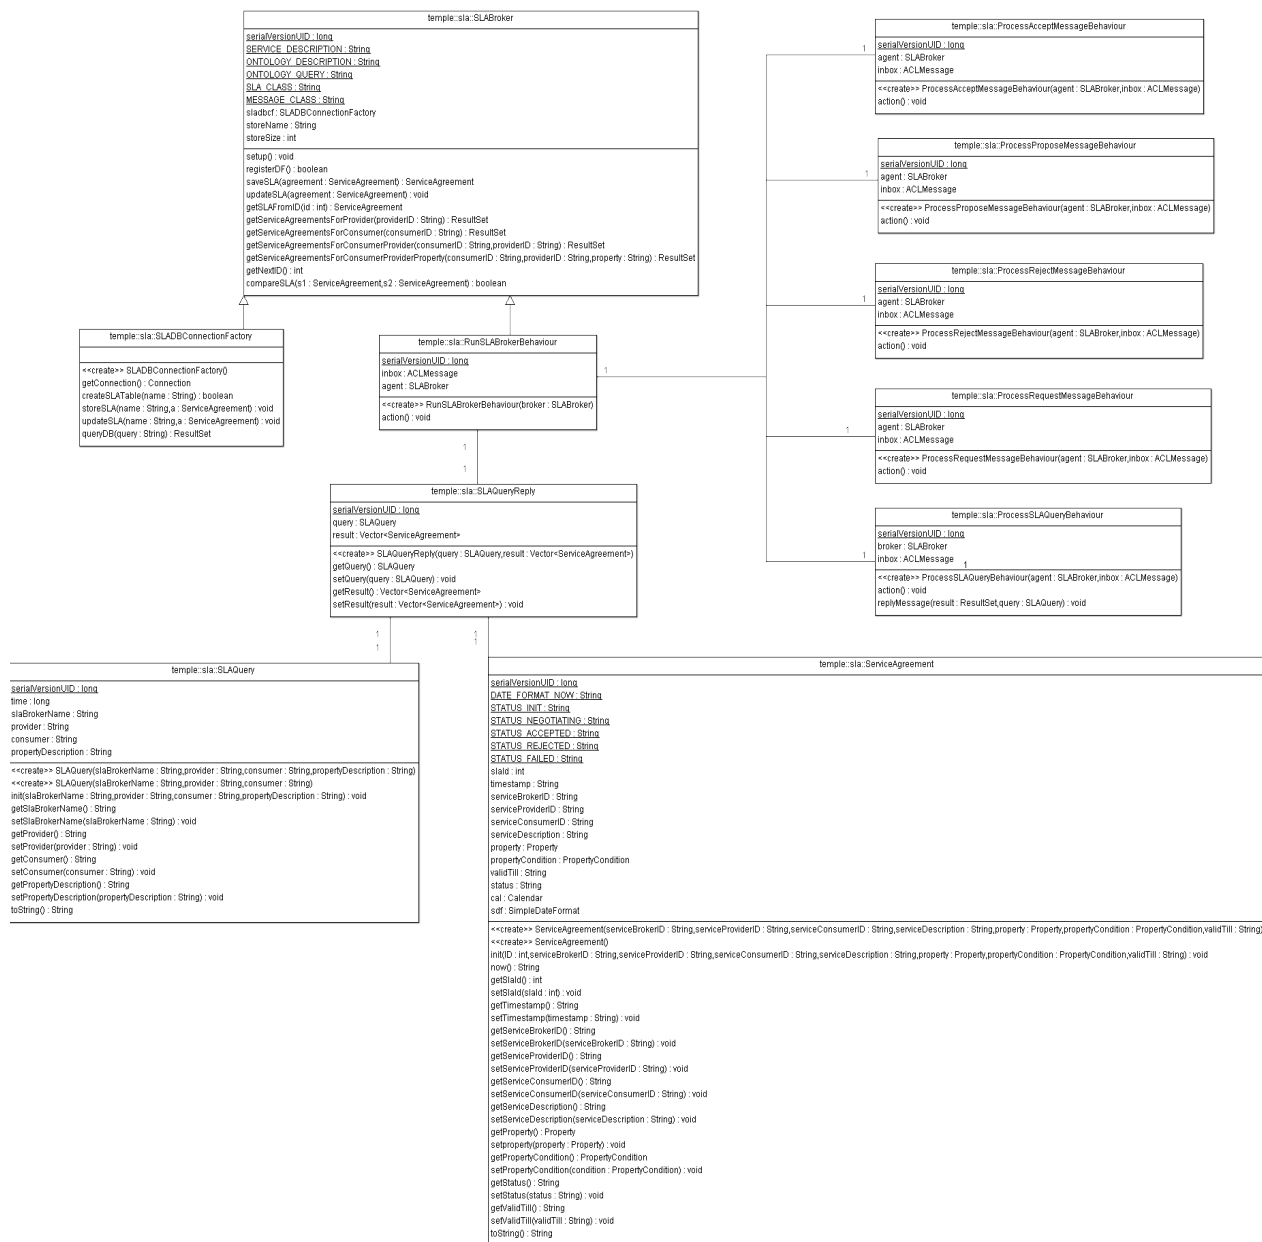 temple::sla::SLABroker
serialVersionUID : long
SERVICE_DESCRIPTION : String
ONTOLOGY_DESCRIPTION : String
ONTOLOGY_QUERY : String
SLA_CLASS : String
MESSAGE_CLASS : String
sladbcf : SLADBConnectionFactory
storeName : String
storeSize : int
setup() : void
registerDF() : boolean
saveSLA(agreement : ServiceAgreement) : ServiceAgreement
updateSLA(agreement : ServiceAgreement) : void
getSLAFromID(id : int) : ServiceAgreement
getServiceAgreementsForProvider(providerID : String) : ResultSet
getServiceAgreementsForConsumer(consumerID : String) : ResultSet
getServiceAgreementsForConsumerProvider(consumerID : String,providerID : String) : ResultSet
getServiceAgreementsForConsumerProviderProperty(consumerID : String,providerID : String,property : String) : ResultSet
getNextID() : int
compareSLA(s1 : ServiceAgreement,s2 : ServiceAgreement) : boolean
temple::sla::ProcessAcceptMessageBehaviour
serialVersionUID : long
agent : SLABroker
inbox : ACLMessage
<<create>> ProcessAcceptMessageBehaviour(agent : SLABroker,inbox : ACLMessage)
action() : void
1
temple::sla::ProcessProposeMessageBehaviour
serialVersionUID : long
agent : SLABroker
inbox : ACLMessage
<<create>> ProcessProposeMessageBehaviour(agent : SLABroker,inbox : ACLMessage)
action() : void
1
temple::sla::ProcessRejectMessageBehaviour
serialVersionUID : long
agent : SLABroker
inbox : ACLMessage
<<create>> ProcessRejectMessageBehaviour(agent : SLABroker,inbox : ACLMessage)
action() : void
1
temple::sla::SLADBConnectionFactory
<<create>> SLADBConnectionFactory()
getConnection() : Connection
createSLATable(name : String) : boolean
storeSLA(name : String,a : ServiceAgreement) : void
updateSLA(name : String,a : ServiceAgreement) : void
queryDB(query : String) : ResultSet
temple::sla::RunSLABrokerBehaviour
serialVersionUID : long
inbox : ACLMessage
agent : SLABroker
<<create>> RunSLABrokerBehaviour(broker : SLABroker)
action() : void
1
1
1
temple::sla::ProcessRequestMessageBehaviour
serialVersionUID : long
agent : SLABroker
inbox : ACLMessage
<<create>> ProcessRequestMessageBehaviour(agent : SLABroker,inbox : ACLMessage)
action() : void
1
temple::sla::SLAQueryReply
serialVersionUID : long
query : SLAQuery
result : Vector<ServiceAgreement>
<<create>> SLAQueryReply(query : SLAQuery,result : Vector<ServiceAgreement>)
getQuery() : SLAQuery
setQuery(query : SLAQuery) : void
getResult() : Vector<ServiceAgreement>
setResult(result : Vector<ServiceAgreement>) : void
temple::sla::ProcessSLAQueryBehaviour
serialVersionUID : long
broker : SLABroker
inbox : ACLMessage
1
<<create>> ProcessSLAQueryBehaviour(agent : SLABroker,inbox : ACLMessage)
action() : void
replyMessage(result : ResultSet,query : SLAQuery) : void
1
1
1
1
1
temple::sla::SLAQuery
serialVersionUID : long
time : long
slaBrokerName : String
provider : String
consumer : String
propertyDescription : String
<<create>> SLAQuery(slaBrokerName : String,provider : String,consumer : String,propertyDescription : String)
<<create>> SLAQuery(slaBrokerName : String,provider : String,consumer : String)
init(slaBrokerName : String,provider : String,consumer : String,propertyDescription : String) : void
getSlaBrokerName() : String
setSlaBrokerName(slaBrokerName : String) : void
getProvider() : String
setProvider(provider : String) : void
getConsumer() : String
setConsumer(consumer : String) : void
getPropertyDescription() : String
setPropertyDescription(propertyDescription : String) : void
toString() : String
temple::sla::ServiceAgreement
serialVersionUID : long
DATE_FORMAT_NOW : String
STATUS_INIT : String
STATUS_NEGOTIATING : String
STATUS_ACCEPTED : String
STATUS_REJECTED : String
STATUS_FAILED : String
slaId : int
timestamp : String
serviceBrokerID : String
serviceProviderID : String
serviceConsumerID : String
serviceDescription : String
property : Property
propertyCondition : PropertyCondition
validTill : String
status : String
cal : Calendar
sdf : SimpleDateFormat
<<create>> ServiceAgreement(serviceBrokerID : String,serviceProviderID : String,serviceConsumerID : String,serviceDescription : String,property : Property,propertyCondition : PropertyCondition,validTill : String)
<<create>> ServiceAgreement()
init(ID : int,serviceBrokerID : String,serviceProviderID : String,serviceConsumerID : String,serviceDescription : String,property : Property,propertyCondition : PropertyCondition,validTill : String) : void
now() : String
getSlaId() : int
setSlaId(slaId : int) : void
getTimestamp() : String
setTimestamp(timestamp : String) : void
getServiceBrokerID() : String
setServiceBrokerID(serviceBrokerID : String) : void
getServiceProviderID() : String
setServiceProviderID(serviceProviderID : String) : void
getServiceConsumerID() : String
setServiceConsumerID(serviceConsumerID : String) : void
getServiceDescription() : String
setServiceDescription(serviceDescription : String) : void
getProperty() : Property
setproperty(property : Property) : void
getPropertyCondition() : PropertyCondition
setPropertyCondition(condition : PropertyCondition) : void
getStatus() : String
setStatus(status : String) : void
getValidTill() : String
setValidTill(validTill : String) : void
toString() : String